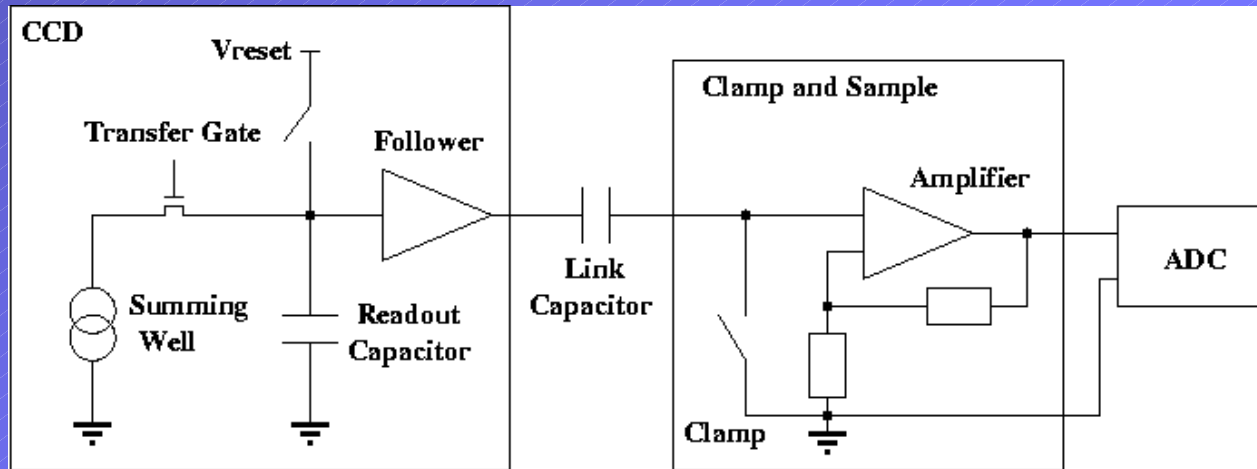 CCD
Vreset
Transfer Gate
Follower
Summing
Well
Readout
Capacitor
Link
Capacitor
Clamp and Sample
Amplifier
Clamp
ADC